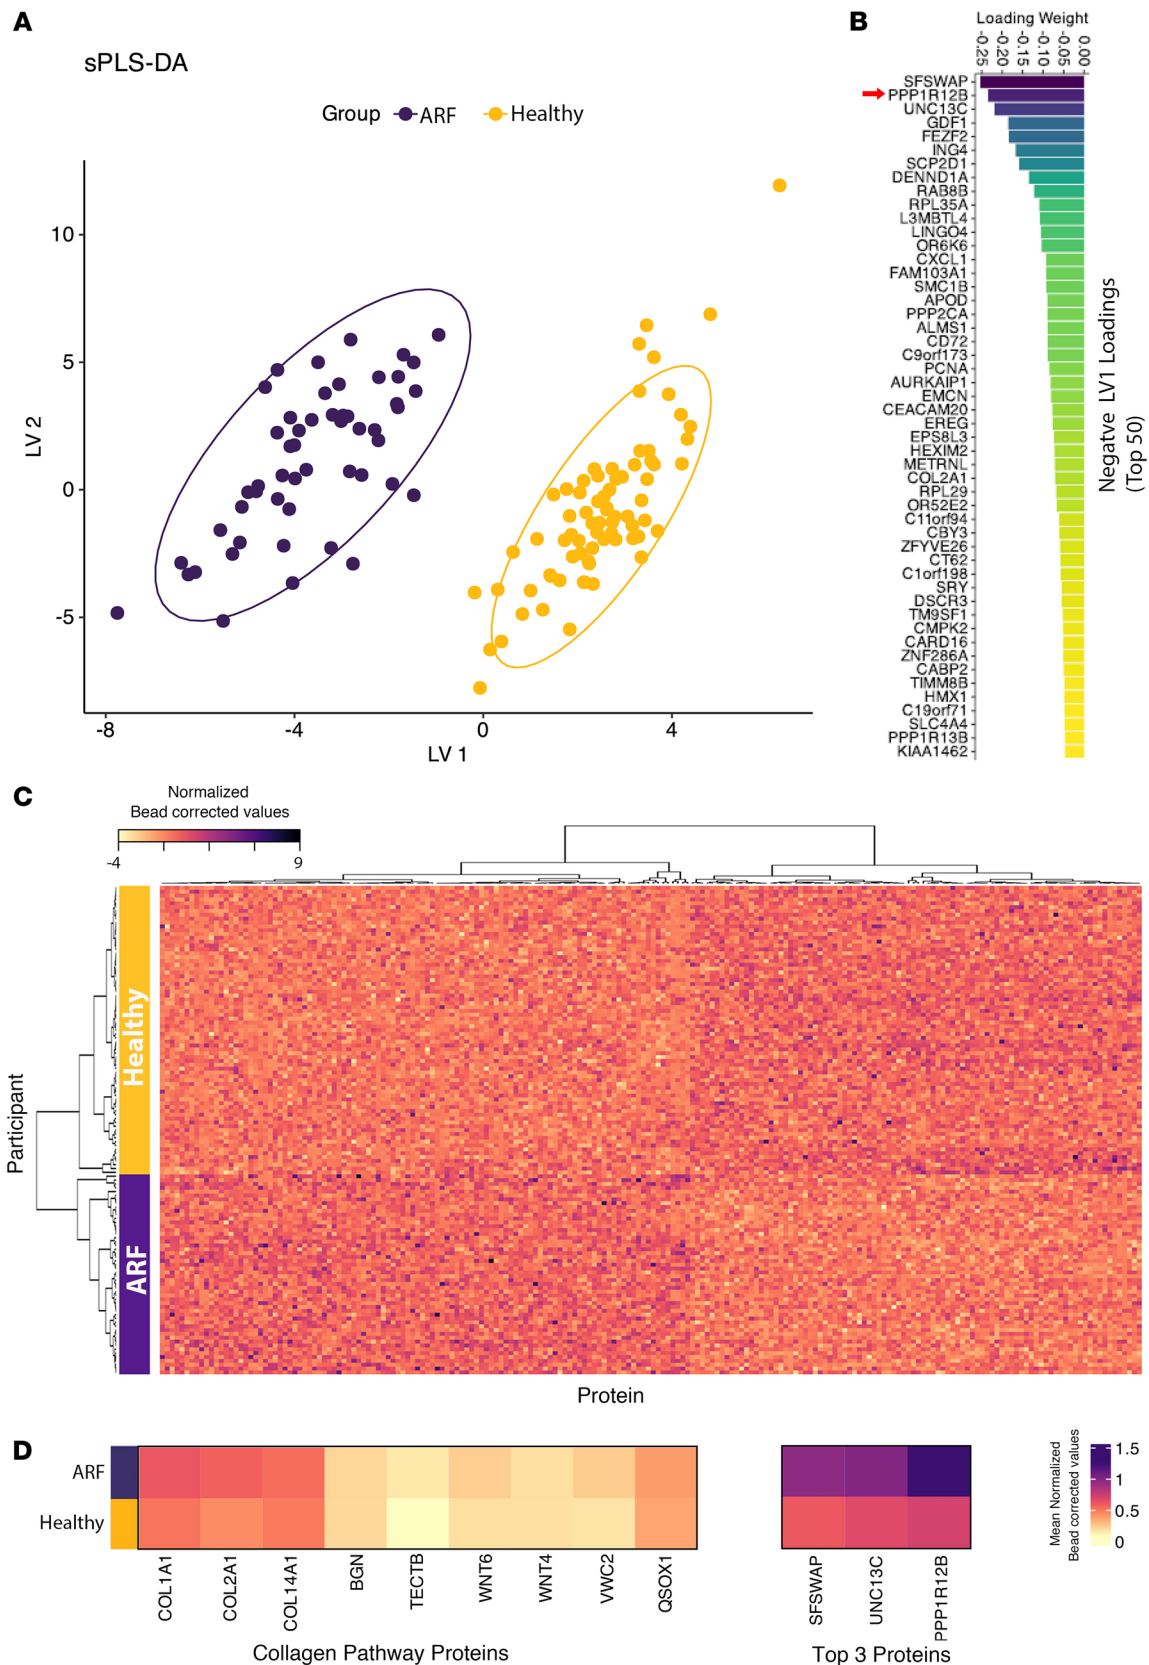 A
sPLS-DA
Group ARF Healthy
10
5
0
-5
LV 2
-8 -4 0 4
LV 1
B
Loading Weight
-0.25 -0.20 -0.15 -0.10 -0.05 0.00
SFSWAP
PPP1R12B
UNC13C
GDF1
FEZF2
ING4
SCP2D1
DENND1A
RAB8B
RPL35A
L3MBTL4
LINGO4
OR6K6
CXCL1
FAM103A1
SMC1B
APOD
PPP2CA
ALMS1
CD72
C9orf173
PCNA
AURKAIP1
EMCN
CEACAM20
EREG
EPS8L3
HEXIM2
METRNL
COL2A1
RPL29
OR52E2
C11orf94
CBY3
ZFYVE26
CT62
C1orf198
SRY
DSCR3
TM9SF1
CMPK2
CARD16
ZNF286A
CABP2
TIMM8B
HMX1
C19orf71
SLC4A4
PPP1R13B
KIAA1462
Negatve LV1 Loadings
(Top 50)
C
Normalized
Bead corrected values
-4 9
Participant
Healthy
ARF
Protein
D
ARF
Healthy
COL1A1
COL2A1
COL14A1
BGN
TECTB
WNT6
WNT4
VWC2
QSOX1
Collagen Pathway Proteins
SFSWAP
UNC13C
PPP1R12B
Top 3 Proteins
Mean Normalized
Bead corrected values
1.5
1
0.5
0